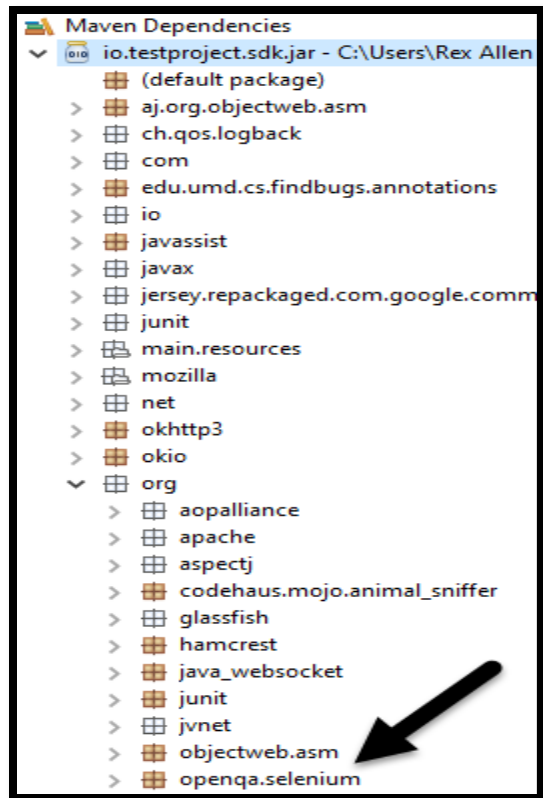 Maven Dependencies
io.testproject.sdk.jar - C:\Users\Rex Allen
(default package)
aj.org.objectweb.asm
ch.qos.logback
com
edu.umd.cs.findbugs.annotations
io
javassist
javax
jersey.repackaged.com.google.comm
junit
main.resources
mozilla
net
okhttp3
okio
org
aopalliance
apache
aspectj
codehaus.mojo.animal_sniffer
glassfish
hamcrest
java_websocket
junit
jvnet
objectweb.asm
openqa.selenium